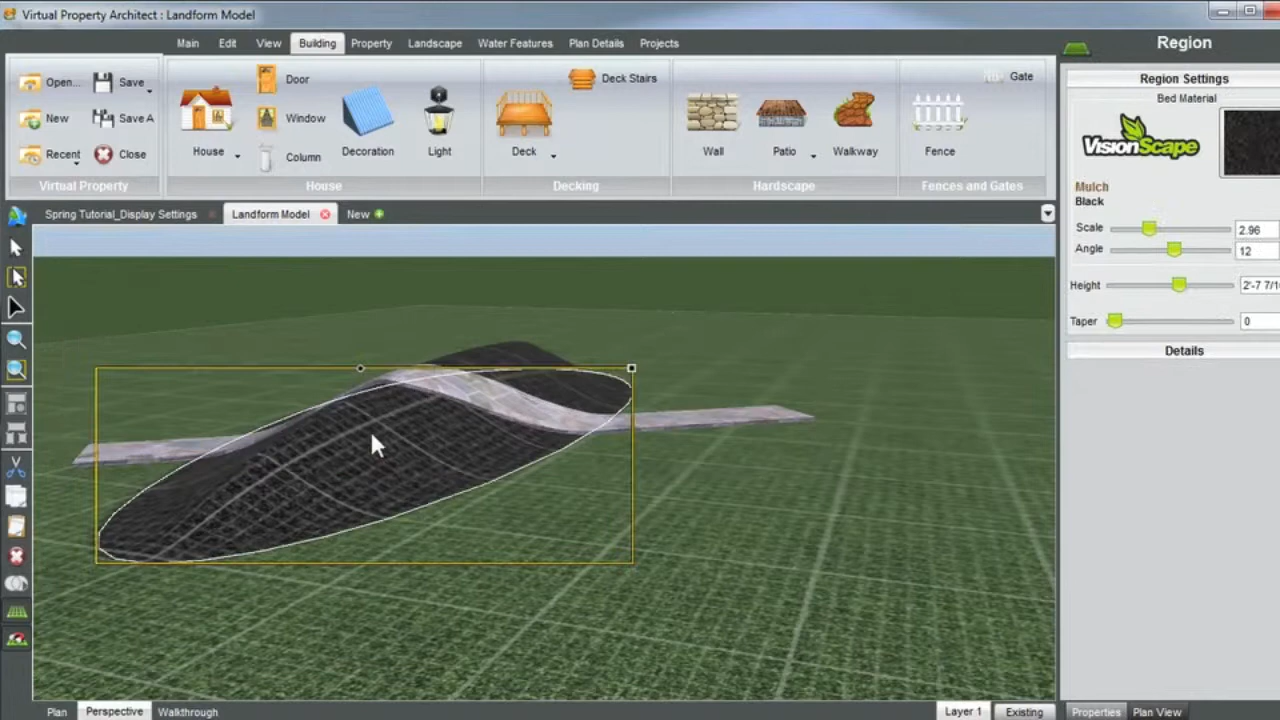 Virtual Property Architect : Landform Model
Main Edit View Building Property Landscape Water Features Plan Details Projects
Region
Open... Save
New Save A
Recent Close
Virtual Property
House
Door
Window
Column
Decoration
Light
House
Deck
Deck Stairs
Decking
Wall
Patio
Walkway
Hardscape
Fence
Gate
Fences and Gates
Region Settings
Bed Material
VisionScape
Mulch
Black
Scale 2.96
Angle 12
Height 2'-7 7/1
Taper 0
Details
Spring Tutorial_Display Settings Landform Model New
Plan Perspective Walkthrough Layer 1 Existing Properties Plan View